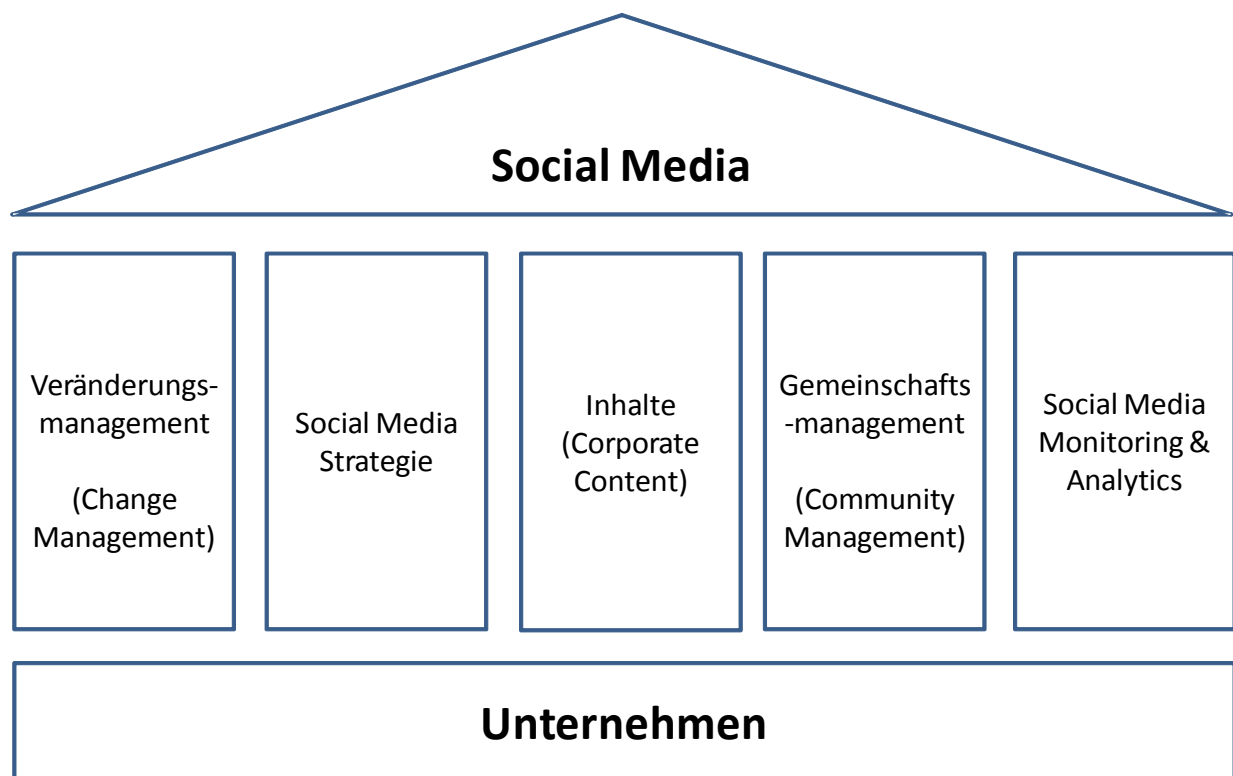 Social Media
Veränderungs-
management
(Change
Management)
Social Media
Strategie
Inhalte
(Corporate
Content)
Gemeinschafts
-management
(Community
Management)
Social Media
Monitoring &
Analytics
Unternehmen